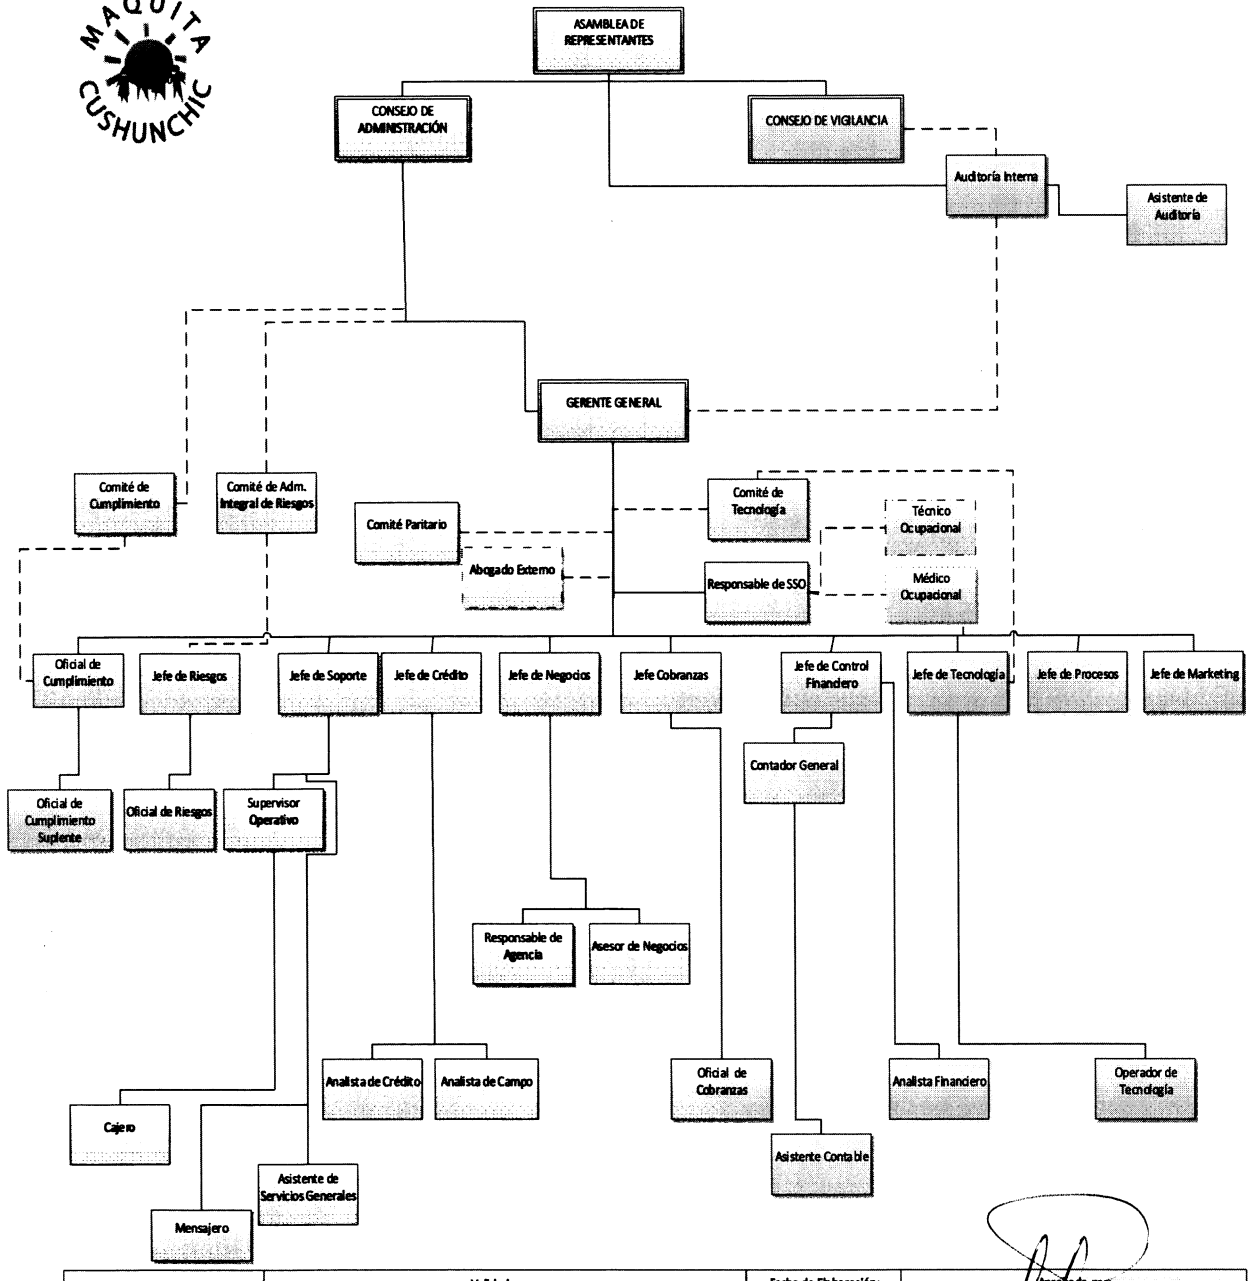 MAQUITA
CUSHUNCHIC
ASAMBLEA DE
REPRESENTANTES
CONSEJO DE
ADMINISTRACIÓN
CONSEJO DE VIGILANCIA
Auditoría Interna
Asistente de
Auditoría
GERENTE GENERAL
Comité de
Cumplimiento
Comité de Adm.
Integral de Riesgos
Comité Paritario
Abogado Externo
Comité de
Tecnología
Responsable de SSO
Técnico
Ocupacional
Médico
Ocupacional
Oficial de
Cumplimiento
Jefe de Riesgos
Jefe de Soporte
Jefe de Crédito
Jefe de Negocios
Jefe Cobranzas
Jefe de Control
Financiero
Jefe de Tecnología
Jefe de Procesos
Jefe de Marketing
Contador General
Oficial de
Cumplimiento
Suplente
Oficial de Riesgos
Supervisor
Operativo
Responsable de
Agencia
Asesor de Negocios
Analista de Crédito
Analista de Campo
Oficial de
Cobranzas
Analista Financiero
Operador de
Tecnología
Cajero
Asistente Contable
Asistente de
Servicios Generales
Mensajero